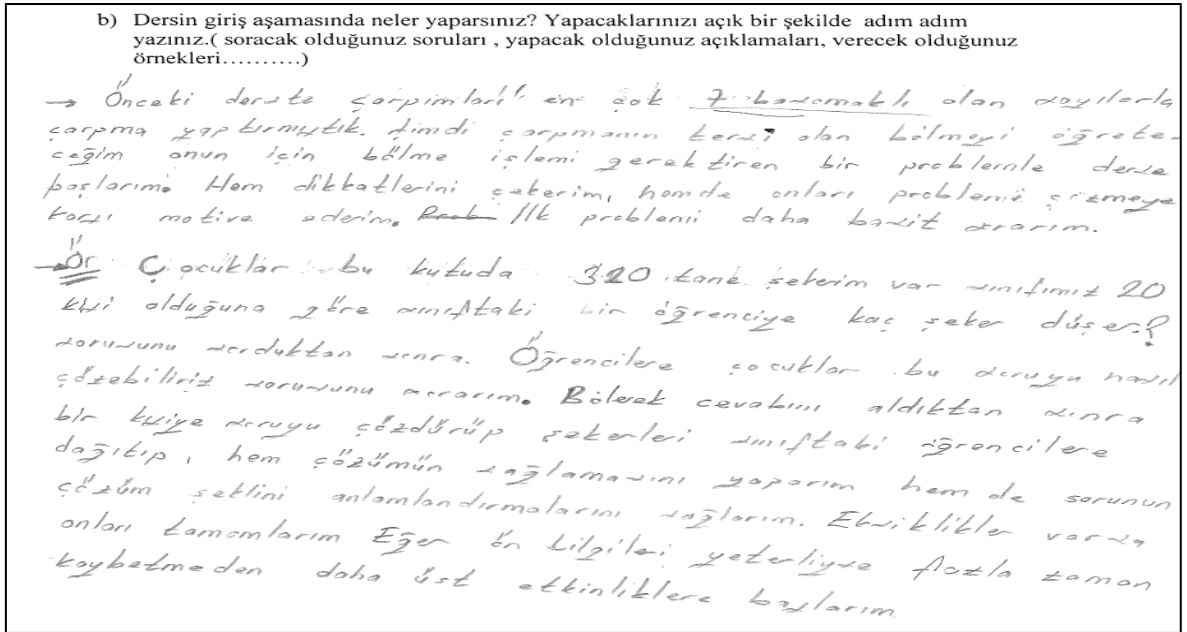 b) Dersin giriş aşamasında neler yaparsınız? Yapacaklarınızı açık bir şekilde adım adım
yazınız.( soracak olduğunuz soruları , yapacak olduğunuz açıklamaları, verecek olduğunuz
örnekleri……….)
→ Önceki derste çarpımları en çok 7 basamaklı olan sayılarla
çarpma yaptırmıştık. Şimdi çarpmanın tersi olan bölmeyi öğrete-
ceğim onun için bölme işlemi gerektiren bir problemle derse
başlarım. Hem dikkatlerini çekerim, hemde onları problemi çözmeye
karşı motive ederim. İlk problemi daha basit sorarım.
→ Ör Çocuklar bu kutuda 320 tane şekerim var sınıfımız 20
kişi olduğuna göre sınıftaki bir öğrenciye kaç şeker düşer?
sorusunu sorduktan sonra. Öğrencilere çocuklar bu soruyu nasıl
çözebiliriz sorusunu sorarım. Bölerek cevabını aldıktan sonra
bir kişiye soruyu çözdürüp şekerleri sınıftaki öğrencilere
dağıtıp, hem çözümün sağlamasını yaparım hem de sorunun
çözüm şeklini anlamlandırmalarını sağlarım. Eksiklikler varsa
onları tamamlarım Eğer ön bilgileri yeterliyse fazla zaman
kaybetmeden daha üst etkinliklere başlarım